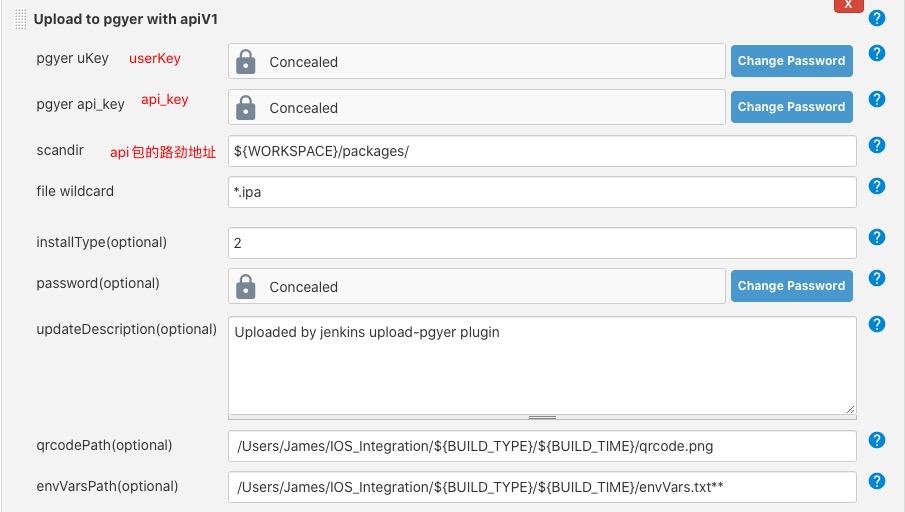 Upload to pgyer with apiV1 X ?
pgyer uKey userKey Concealed Change Password ?
pgyer api_key api_key Concealed Change Password ?
scandir api包的路劲地址 ${WORKSPACE}/packages/ ?
file wildcard *.ipa ?
installType(optional) 2 ?
password(optional) Concealed Change Password ?
updateDescription(optional) Uploaded by jenkins upload-pgyer plugin ?
qrcodePath(optional) /Users/James/IOS_Integration/${BUILD_TYPE}/${BUILD_TIME}/qrcode.png ?
envVarsPath(optional) /Users/James/IOS_Integration/${BUILD_TYPE}/${BUILD_TIME}/envVars.txt** ?